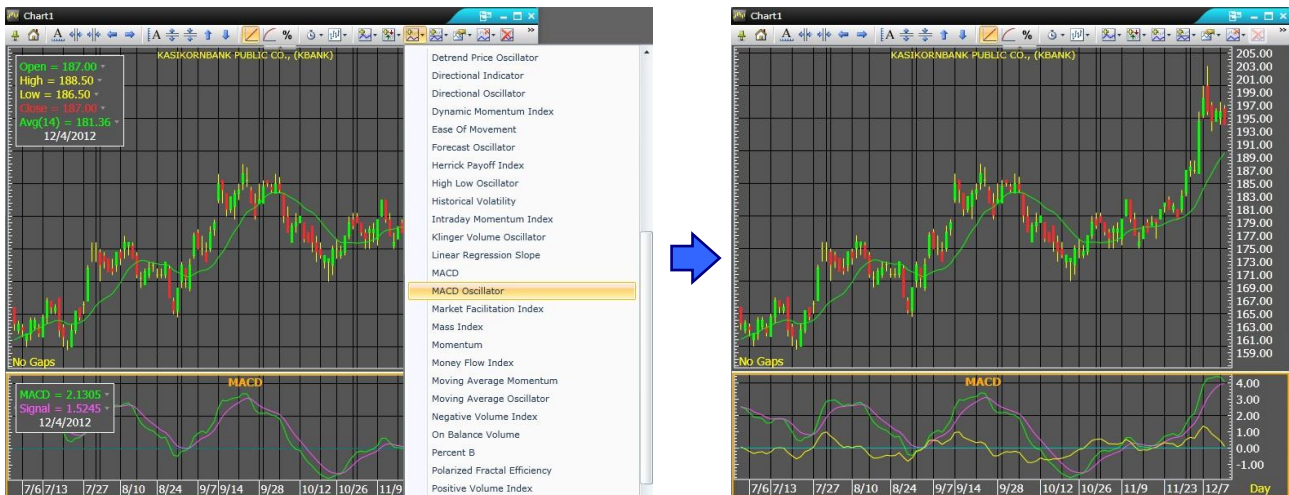 Chart1
A
A
%
»
KASIKORNBANK PUBLIC CO., (KBANK)
Open = 187.00
High = 188.50
Low = 186.50
Close = 187.00
Avg(14) = 181.36
12/4/2012
No Gaps
MACD
MACD = 2.1305
Signal = 1.5245
12/4/2012
7/6 7/13 7/27 8/10 8/24 9/7 9/14 9/28 10/12 10/26 11/9
Detrend Price Oscillator
Directional Indicator
Directional Oscillator
Dynamic Momentum Index
Ease Of Movement
Forecast Oscillator
Herrick Payoff Index
High Low Oscillator
Historical Volatility
Intraday Momentum Index
Klinger Volume Oscillator
Linear Regression Slope
MACD
MACD Oscillator
Market Facilitation Index
Mass Index
Momentum
Money Flow Index
Moving Average Momentum
Moving Average Oscillator
Negative Volume Index
On Balance Volume
Percent B
Polarized Fractal Efficiency
Positive Volume Index
Chart1
A
A
%
»
KASIKORNBANK PUBLIC CO., (KBANK)
205.00
203.00
201.00
199.00
197.00
195.00
193.00
191.00
189.00
187.00
185.00
183.00
181.00
179.00
177.00
175.00
173.00
171.00
169.00
167.00
165.00
163.00
161.00
159.00
No Gaps
MACD
4.00
3.00
2.00
1.00
0.00
-1.00
7/6 7/13 7/27 8/10 8/24 9/7 9/14 9/28 10/12 10/26 11/9 11/23 12/7 Day